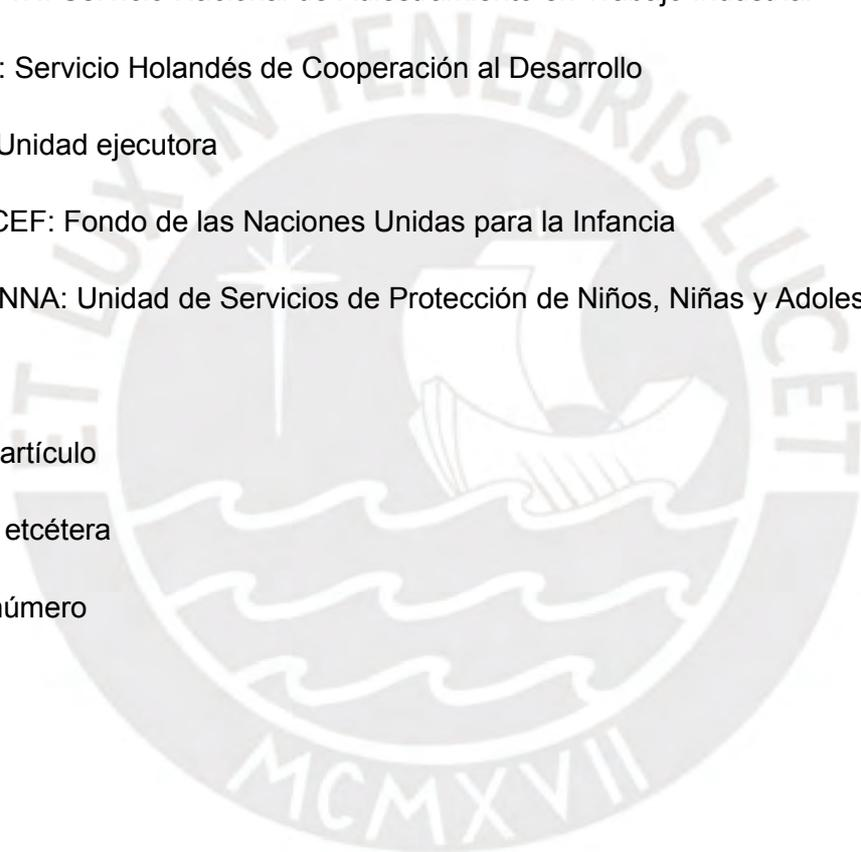 Servicio Holandés de Cooperación al Desarrollo
Unidad ejecutora
CEF: Fondo de las Naciones Unidas para la Infancia
NNA: Unidad de Servicios de Protección de Niños, Niñas y Adoles
artículo
etcétera
número
ET LUX IN TENEBRIS LUCET
MCMXVII